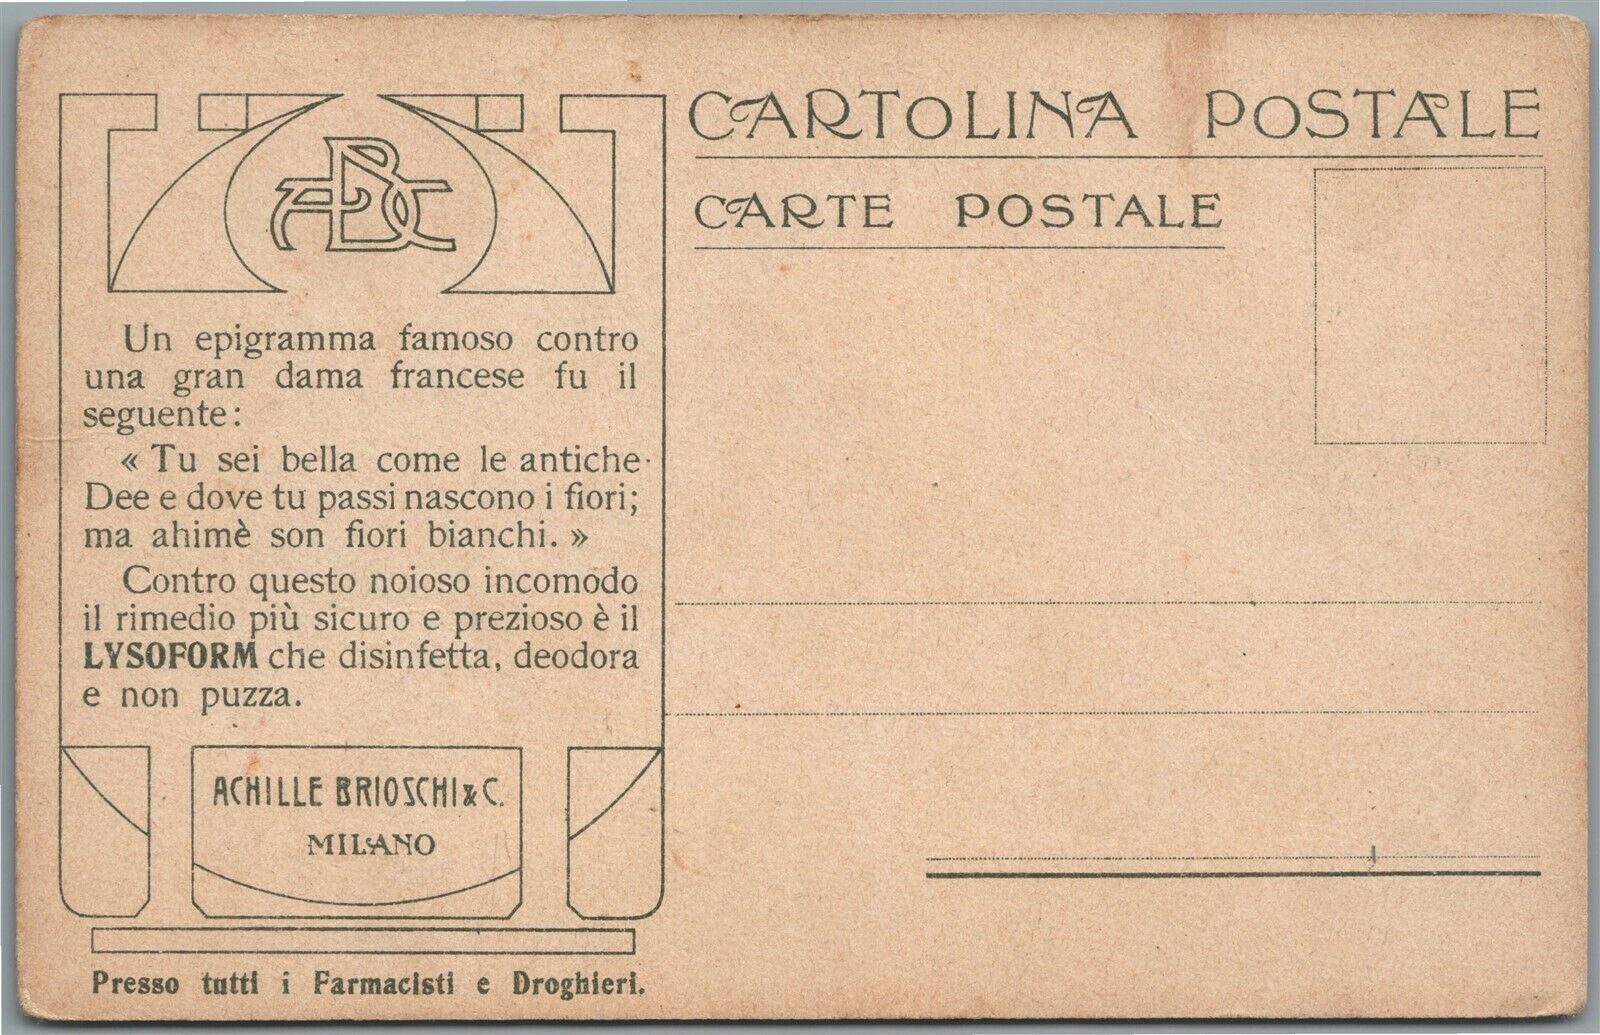 ABC
Un epigramma famoso contro
una gran dama francese fu il
seguente:
« Tu sei bella come le antiche
Dee e dove tu passi nascono i fiori;
ma ahimè son fiori bianchi. »
Contro questo noioso incomodo
il rimedio più sicuro e prezioso è il
LYSOFORM che disinfetta, deodora
e non puzza.
ACHILLE BRIOSCHI & C.
MILANO
Presso tutti i Farmacisti e Droghieri.
CARTOLINA POSTALE
CARTE POSTALE